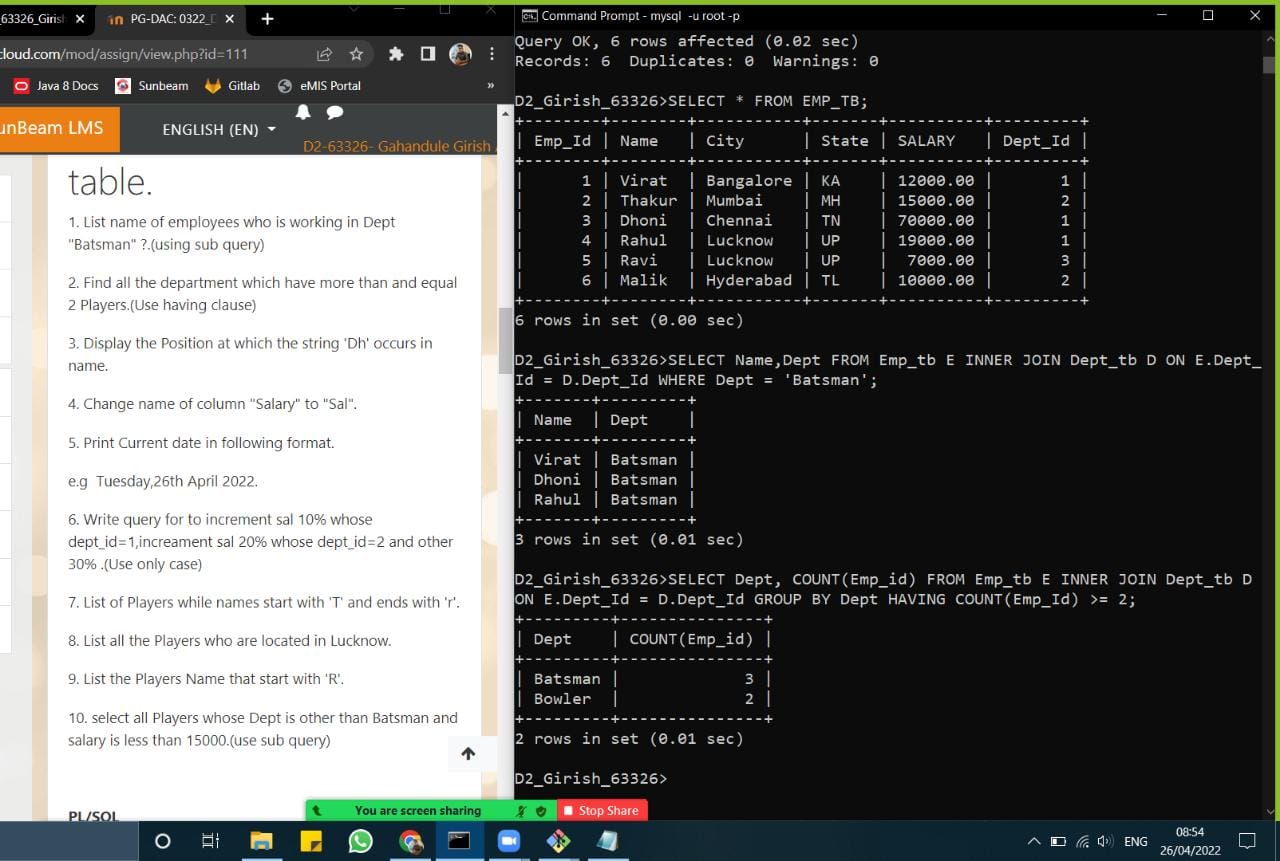 63326_Girish
PG-DAC: 0322_D
cloud.com/mod/assign/view.php?id=111
Java 8 Docs Sunbeam Gitlab eMIS Portal »
unBeam LMS
ENGLISH (EN)
D2-63326- Gahandule Girish
table.
1. List name of employees who is working in Dept
"Batsman" ?.(using sub query)
2. Find all the department which have more than and equal
2 Players.(Use having clause)
3. Display the Position at which the string 'Dh' occurs in
name.
4. Change name of column "Salary" to "Sal".
5. Print Current date in following format.
e.g Tuesday,26th April 2022.
6. Write query for to increment sal 10% whose
dept_id=1,increament sal 20% whose dept_id=2 and other
30% .(Use only case)
7. List of Players while names start with 'T' and ends with 'r'.
8. List all the Players who are located in Lucknow.
9. List the Players Name that start with 'R'.
10. select all Players whose Dept is other than Batsman and
salary is less than 15000.(use sub query)
PL/SQL
Command Prompt - mysql -u root -p
Query OK, 6 rows affected (0.02 sec)
Records: 6 Duplicates: 0 Warnings: 0
D2_Girish_63326>SELECT * FROM EMP_TB;
+--------+--------+-----------+-------+----------+---------+
| Emp_Id | Name | City | State | SALARY | Dept_Id |
+--------+--------+-----------+-------+----------+---------+
| 1 | Virat | Bangalore | KA | 12000.00 | 1 |
| 2 | Thakur | Mumbai | MH | 15000.00 | 2 |
| 3 | Dhoni | Chennai | TN | 70000.00 | 1 |
| 4 | Rahul | Lucknow | UP | 19000.00 | 1 |
| 5 | Ravi | Lucknow | UP | 7000.00 | 3 |
| 6 | Malik | Hyderabad | TL | 10000.00 | 2 |
+--------+--------+-----------+-------+----------+---------+
6 rows in set (0.00 sec)
D2_Girish_63326>SELECT Name,Dept FROM Emp_tb E INNER JOIN Dept_tb D ON E.Dept_
Id = D.Dept_Id WHERE Dept = 'Batsman';
+-------+---------+
| Name | Dept |
+-------+---------+
| Virat | Batsman |
| Dhoni | Batsman |
| Rahul | Batsman |
+-------+---------+
3 rows in set (0.01 sec)
D2_Girish_63326>SELECT Dept, COUNT(Emp_id) FROM Emp_tb E INNER JOIN Dept_tb D
ON E.Dept_Id = D.Dept_Id GROUP BY Dept HAVING COUNT(Emp_Id) >= 2;
+---------+---------------+
| Dept | COUNT(Emp_id) |
+---------+---------------+
| Batsman | 3 |
| Bowler | 2 |
+---------+---------------+
2 rows in set (0.01 sec)
D2_Girish_63326>
You are screen sharing
Stop Share
ENG
08:54
26/04/2022